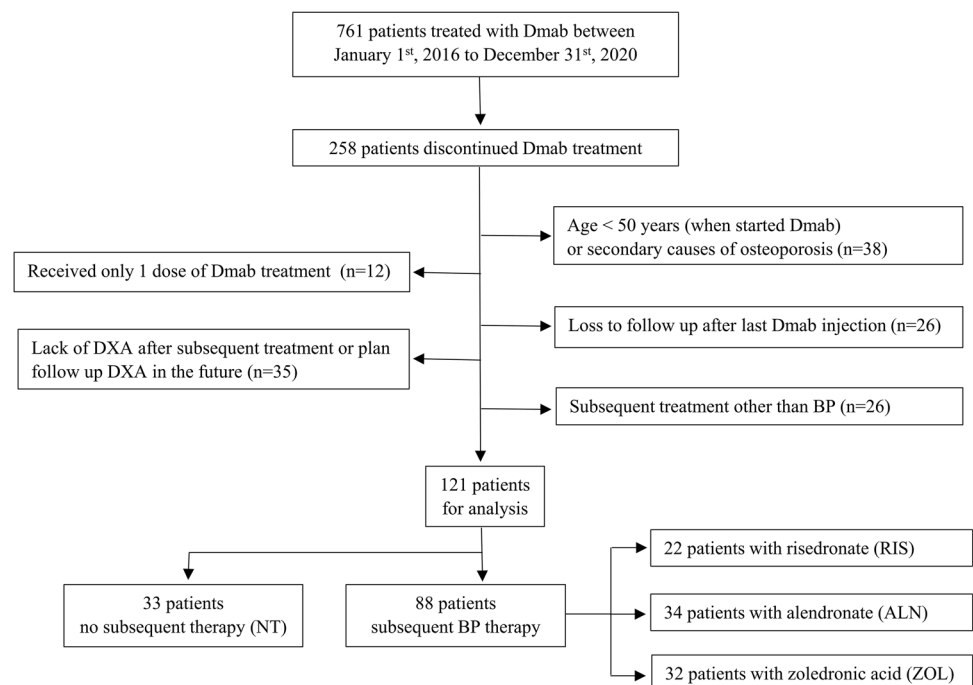 761 patients treated with Dmab between
January 1st, 2016 to December 31st, 2020
258 patients discontinued Dmab treatment
Age < 50 years (when started Dmab)
or secondary causes of osteoporosis (n=38)
Received only 1 dose of Dmab treatment (n=12)
Loss to follow up after last Dmab injection (n=26)
Lack of DXA after subsequent treatment or plan
follow up DXA in the future (n=35)
Subsequent treatment other than BP (n=26)
121 patients
for analysis
33 patients
no subsequent therapy (NT)
88 patients
subsequent BP therapy
22 patients with risedronate (RIS)
34 patients with alendronate (ALN)
32 patients with zoledronic acid (ZOL)